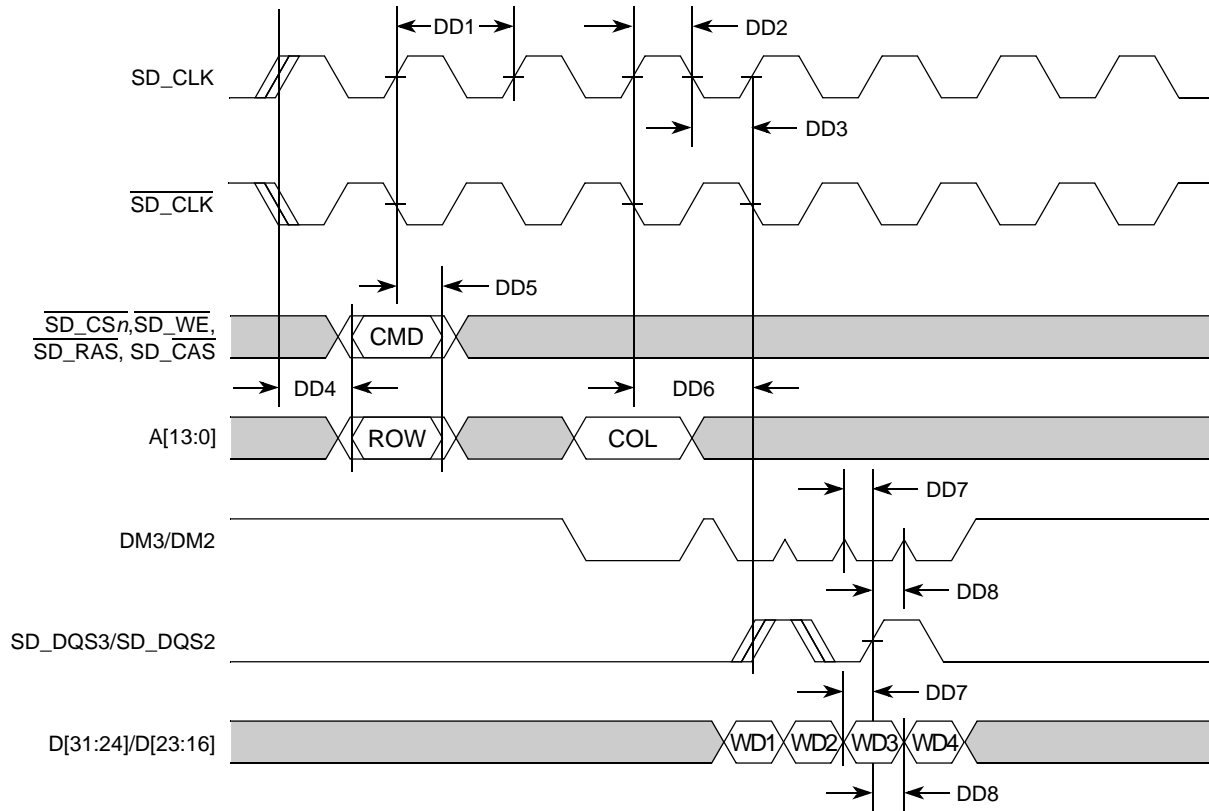 DD1
DD2
SD_CLK
DD3
SD_CLK
DD5
SD_CSn,SD_WE,
SD_RAS, SD_CAS
CMD
DD4
DD6
A[13:0]
ROW
COL
DD7
DM3/DM2
DD8
SD_DQS3/SD_DQS2
DD7
D[31:24]/D[23:16]
WD1
WD2
WD3
WD4
DD8